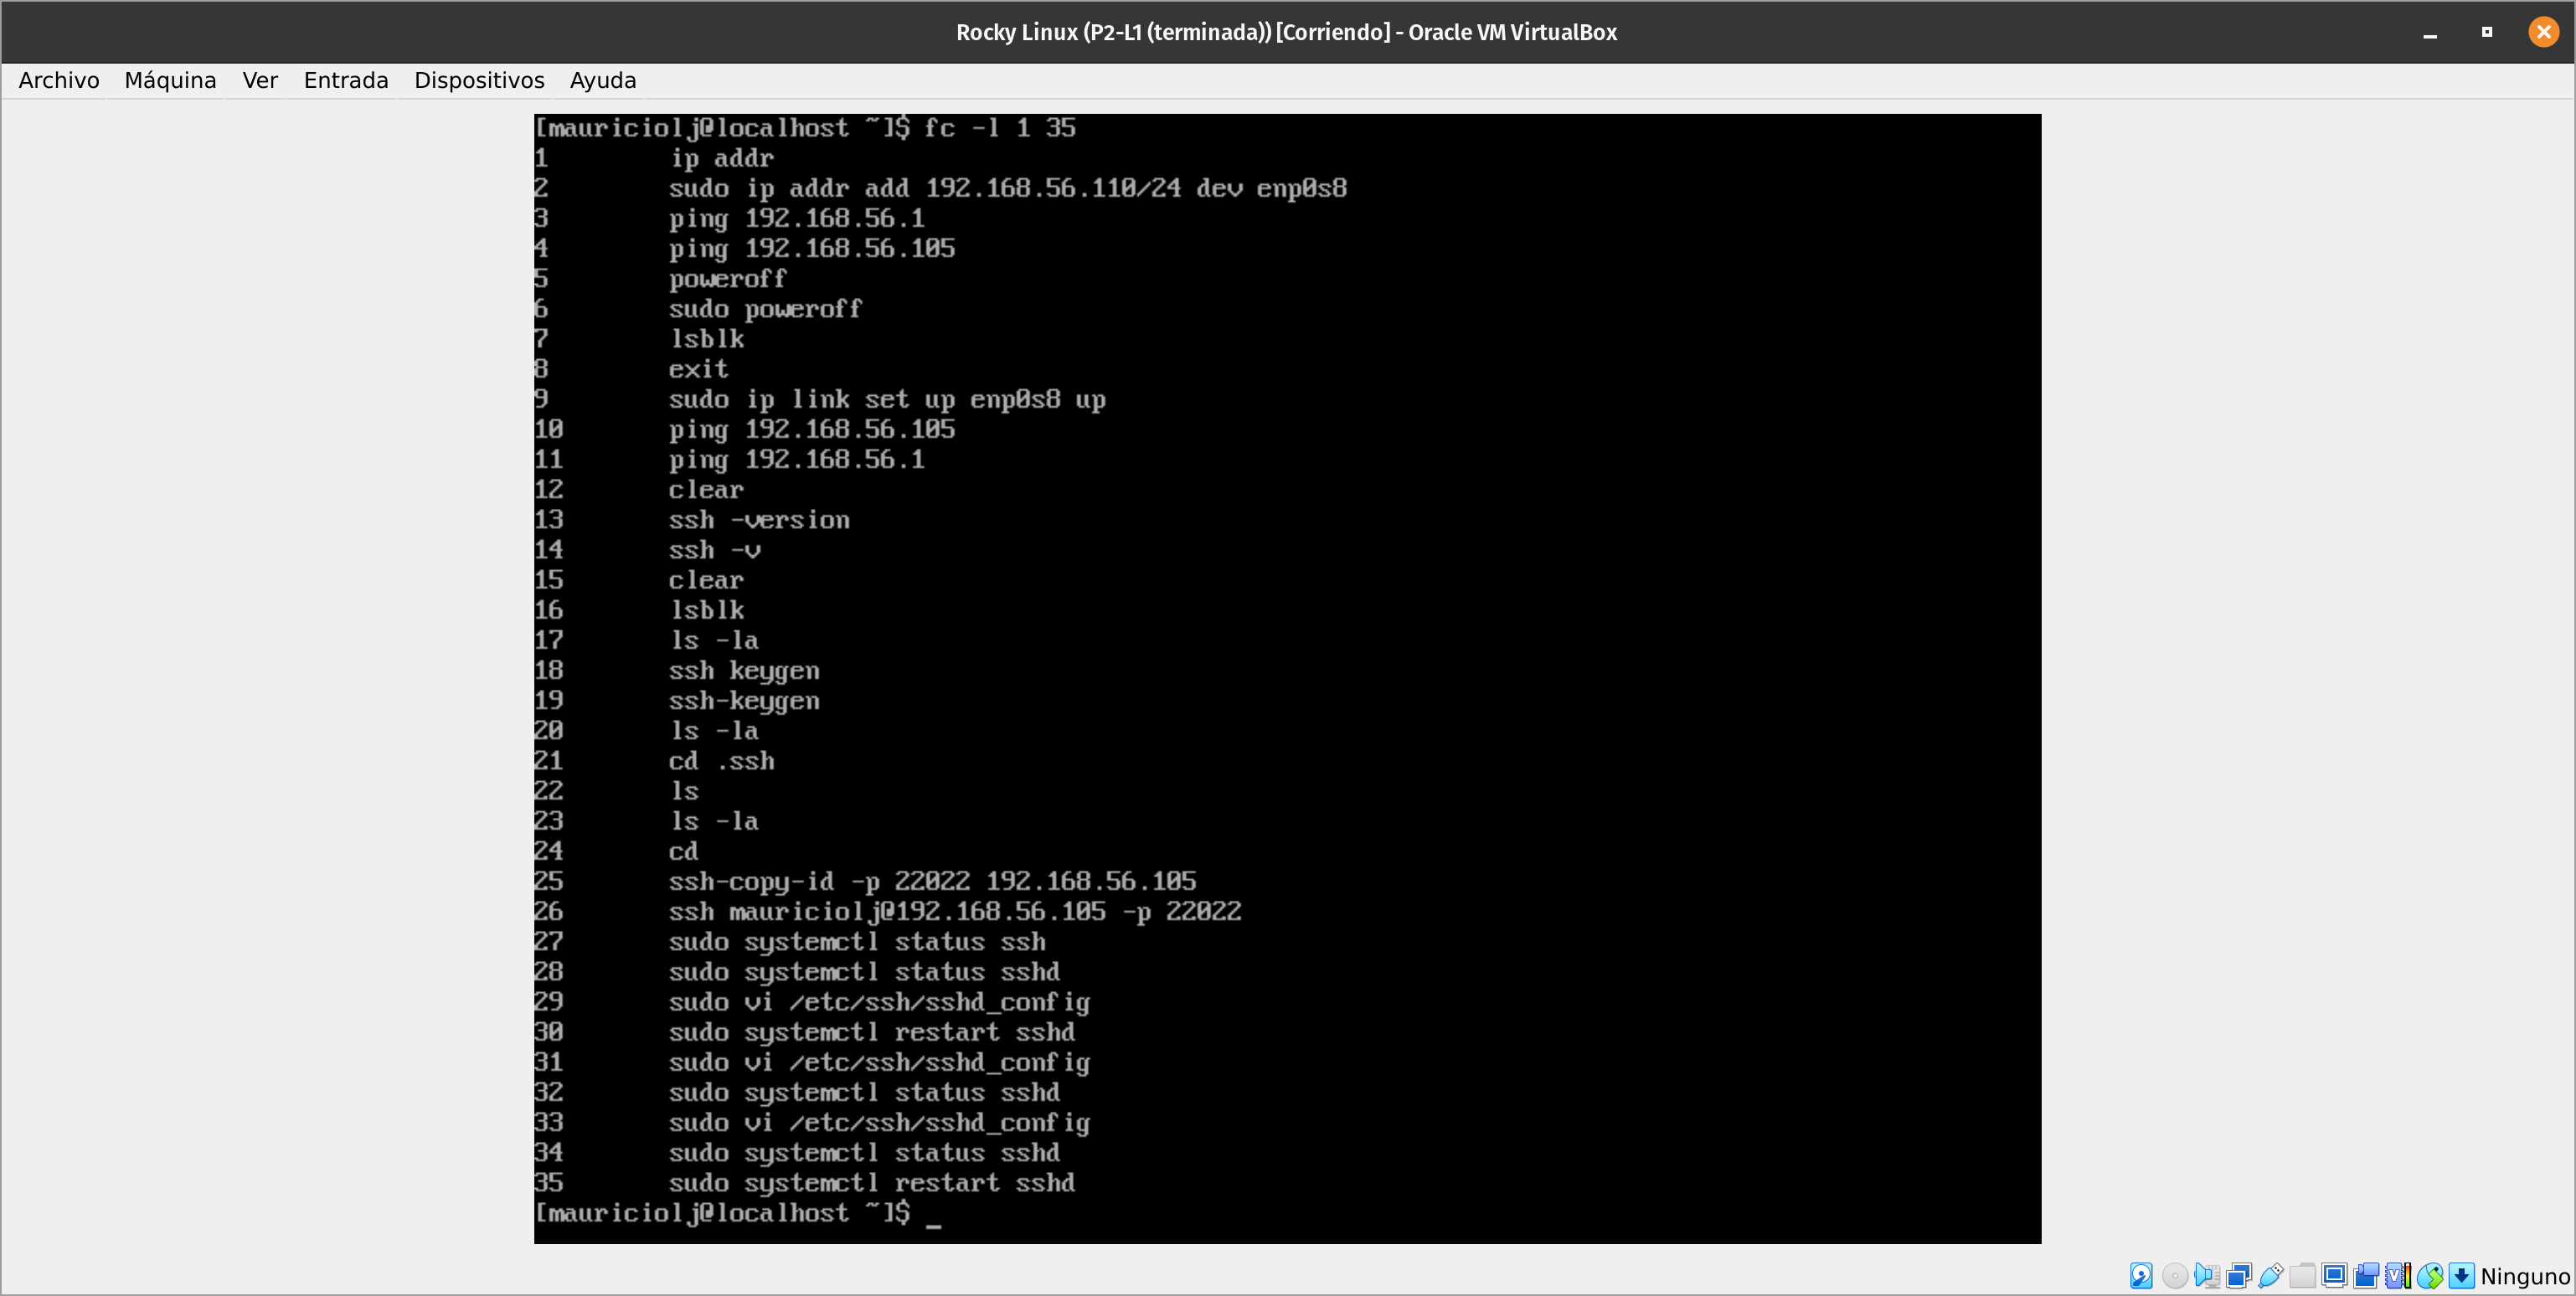 Rocky Linux (P2-L1 (terminada)) [Corriendo] - Oracle VM VirtualBox
Archivo Máquina Ver Entrada Dispositivos Ayuda
[mauriciolj@localhost ~]$ fc -l 1 35
1 ip addr
2 sudo ip addr add 192.168.56.110/24 dev enp0s8
3 ping 192.168.56.1
4 ping 192.168.56.105
5 poweroff
6 sudo poweroff
7 lsblk
8 exit
9 sudo ip link set up enp0s8 up
10 ping 192.168.56.105
11 ping 192.168.56.1
12 clear
13 ssh -version
14 ssh -v
15 clear
16 lsblk
17 ls -la
18 ssh keygen
19 ssh-keygen
20 ls -la
21 cd .ssh
22 ls
23 ls -la
24 cd
25 ssh-copy-id -p 22022 192.168.56.105
26 ssh mauriciolj@192.168.56.105 -p 22022
27 sudo systemctl status ssh
28 sudo systemctl status sshd
29 sudo vi /etc/ssh/sshd_config
30 sudo systemctl restart sshd
31 sudo vi /etc/ssh/sshd_config
32 sudo systemctl status sshd
33 sudo vi /etc/ssh/sshd_config
34 sudo systemctl status sshd
35 sudo systemctl restart sshd
[mauriciolj@localhost ~]$ _
Ninguno